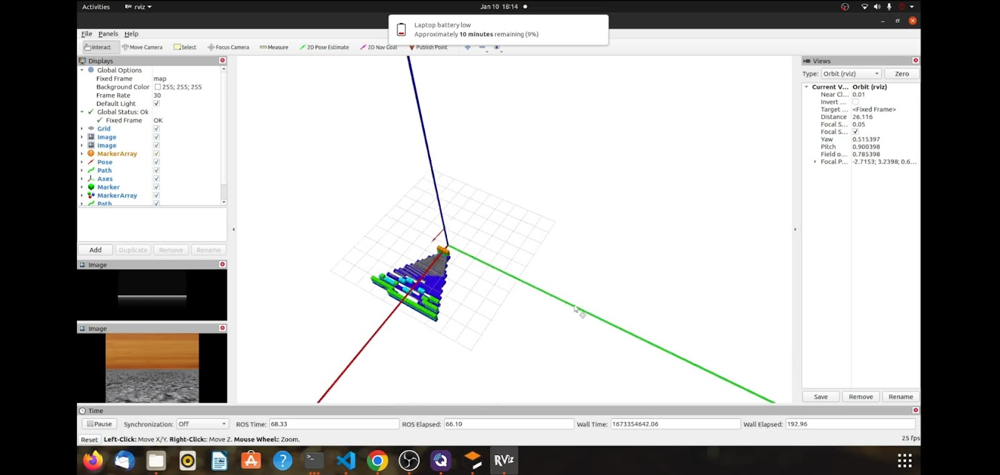 Activities
rviz
Jan 10 18:14
Laptop battery low
Approximately 10 minutes remaining (9%)
File Panels Help
Interact Move Camera Select Focus Camera Measure 2D Pose Estimate 2D Nav Goal Publish Point
Displays
Global Options
Fixed Frame map
Background Color 255; 255; 255
Frame Rate 30
Default Light
Global Status: Ok
Fixed Frame OK
Grid
Image
Image
MarkerArray
Pose
Path
Axes
Marker
MarkerArray
Path
Add Duplicate Remove Rename
Image
Image
Views
Type: Orbit (rviz) Zero
Current V... Orbit (rviz)
Near Cl... 0.01
Invert ...
Target ... <Fixed Frame>
Distance 26.116
Focal S... 0.05
Focal S...
Yaw 0.515397
Pitch 0.900398
Field o... 0.785398
Focal P... -2.7153; 3.2398; 0.6...
Save Remove Rename
Time
Pause Synchronization: Off ROS Time: 68.33 ROS Elapsed: 66.10 Wall Time: 1673354642.06 Wall Elapsed: 192.96
Reset Left-Click: Move X/Y. Right-Click:: Move Z. Mouse Wheel:: Zoom. 25 fps
RViz